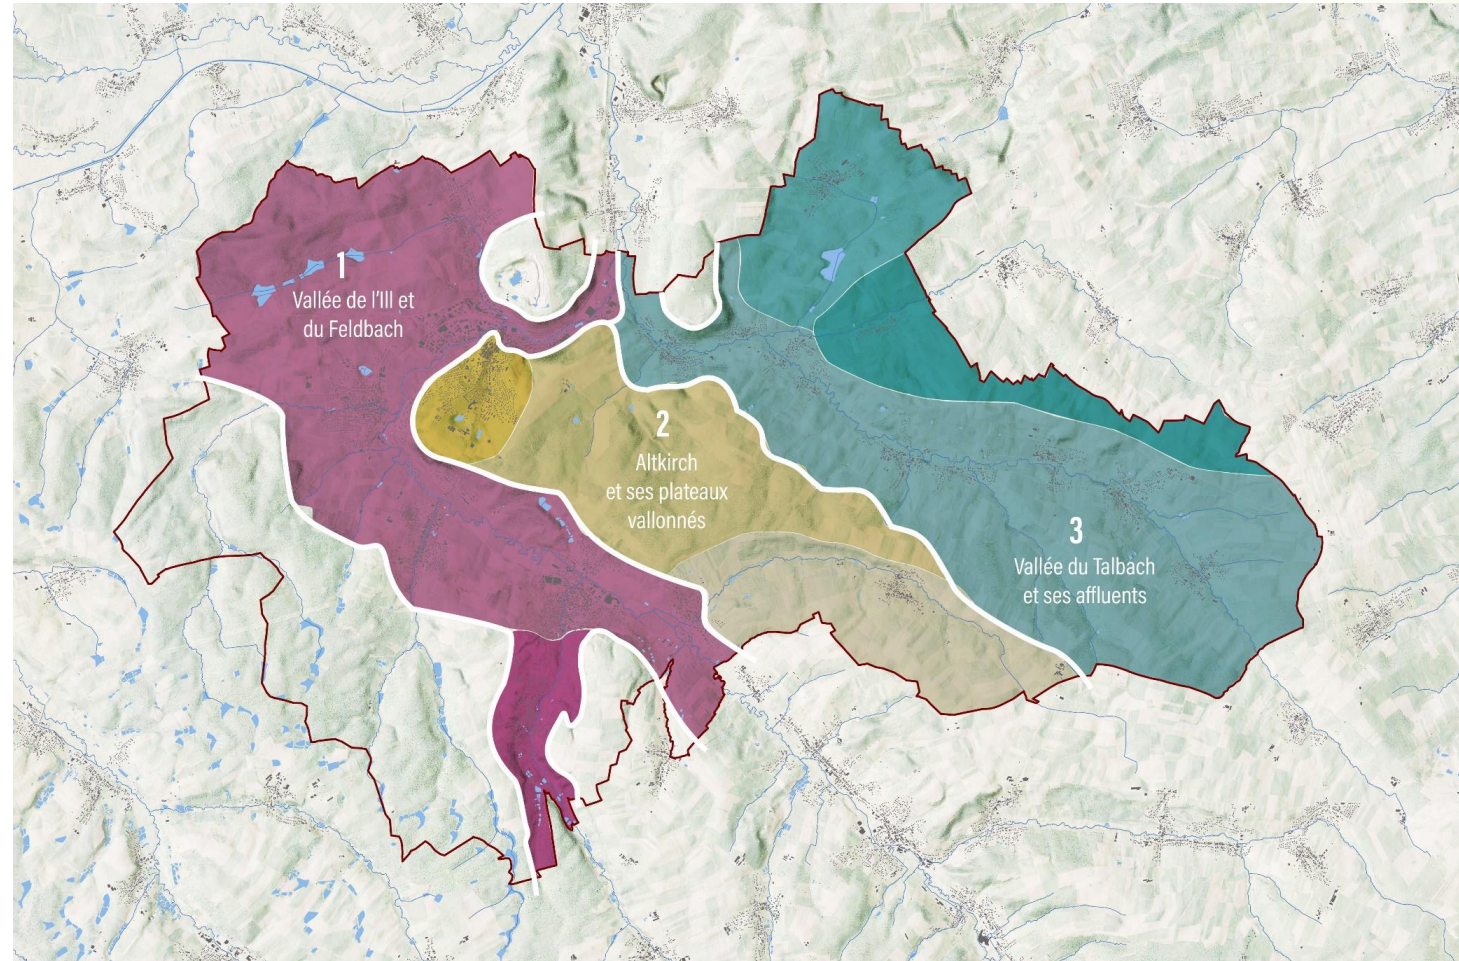 1
Vallée de l'Ill et
du Feldbach
2
Altkirch
et ses plateaux
vallonnés
3
Vallée du Talbach
et ses affluents